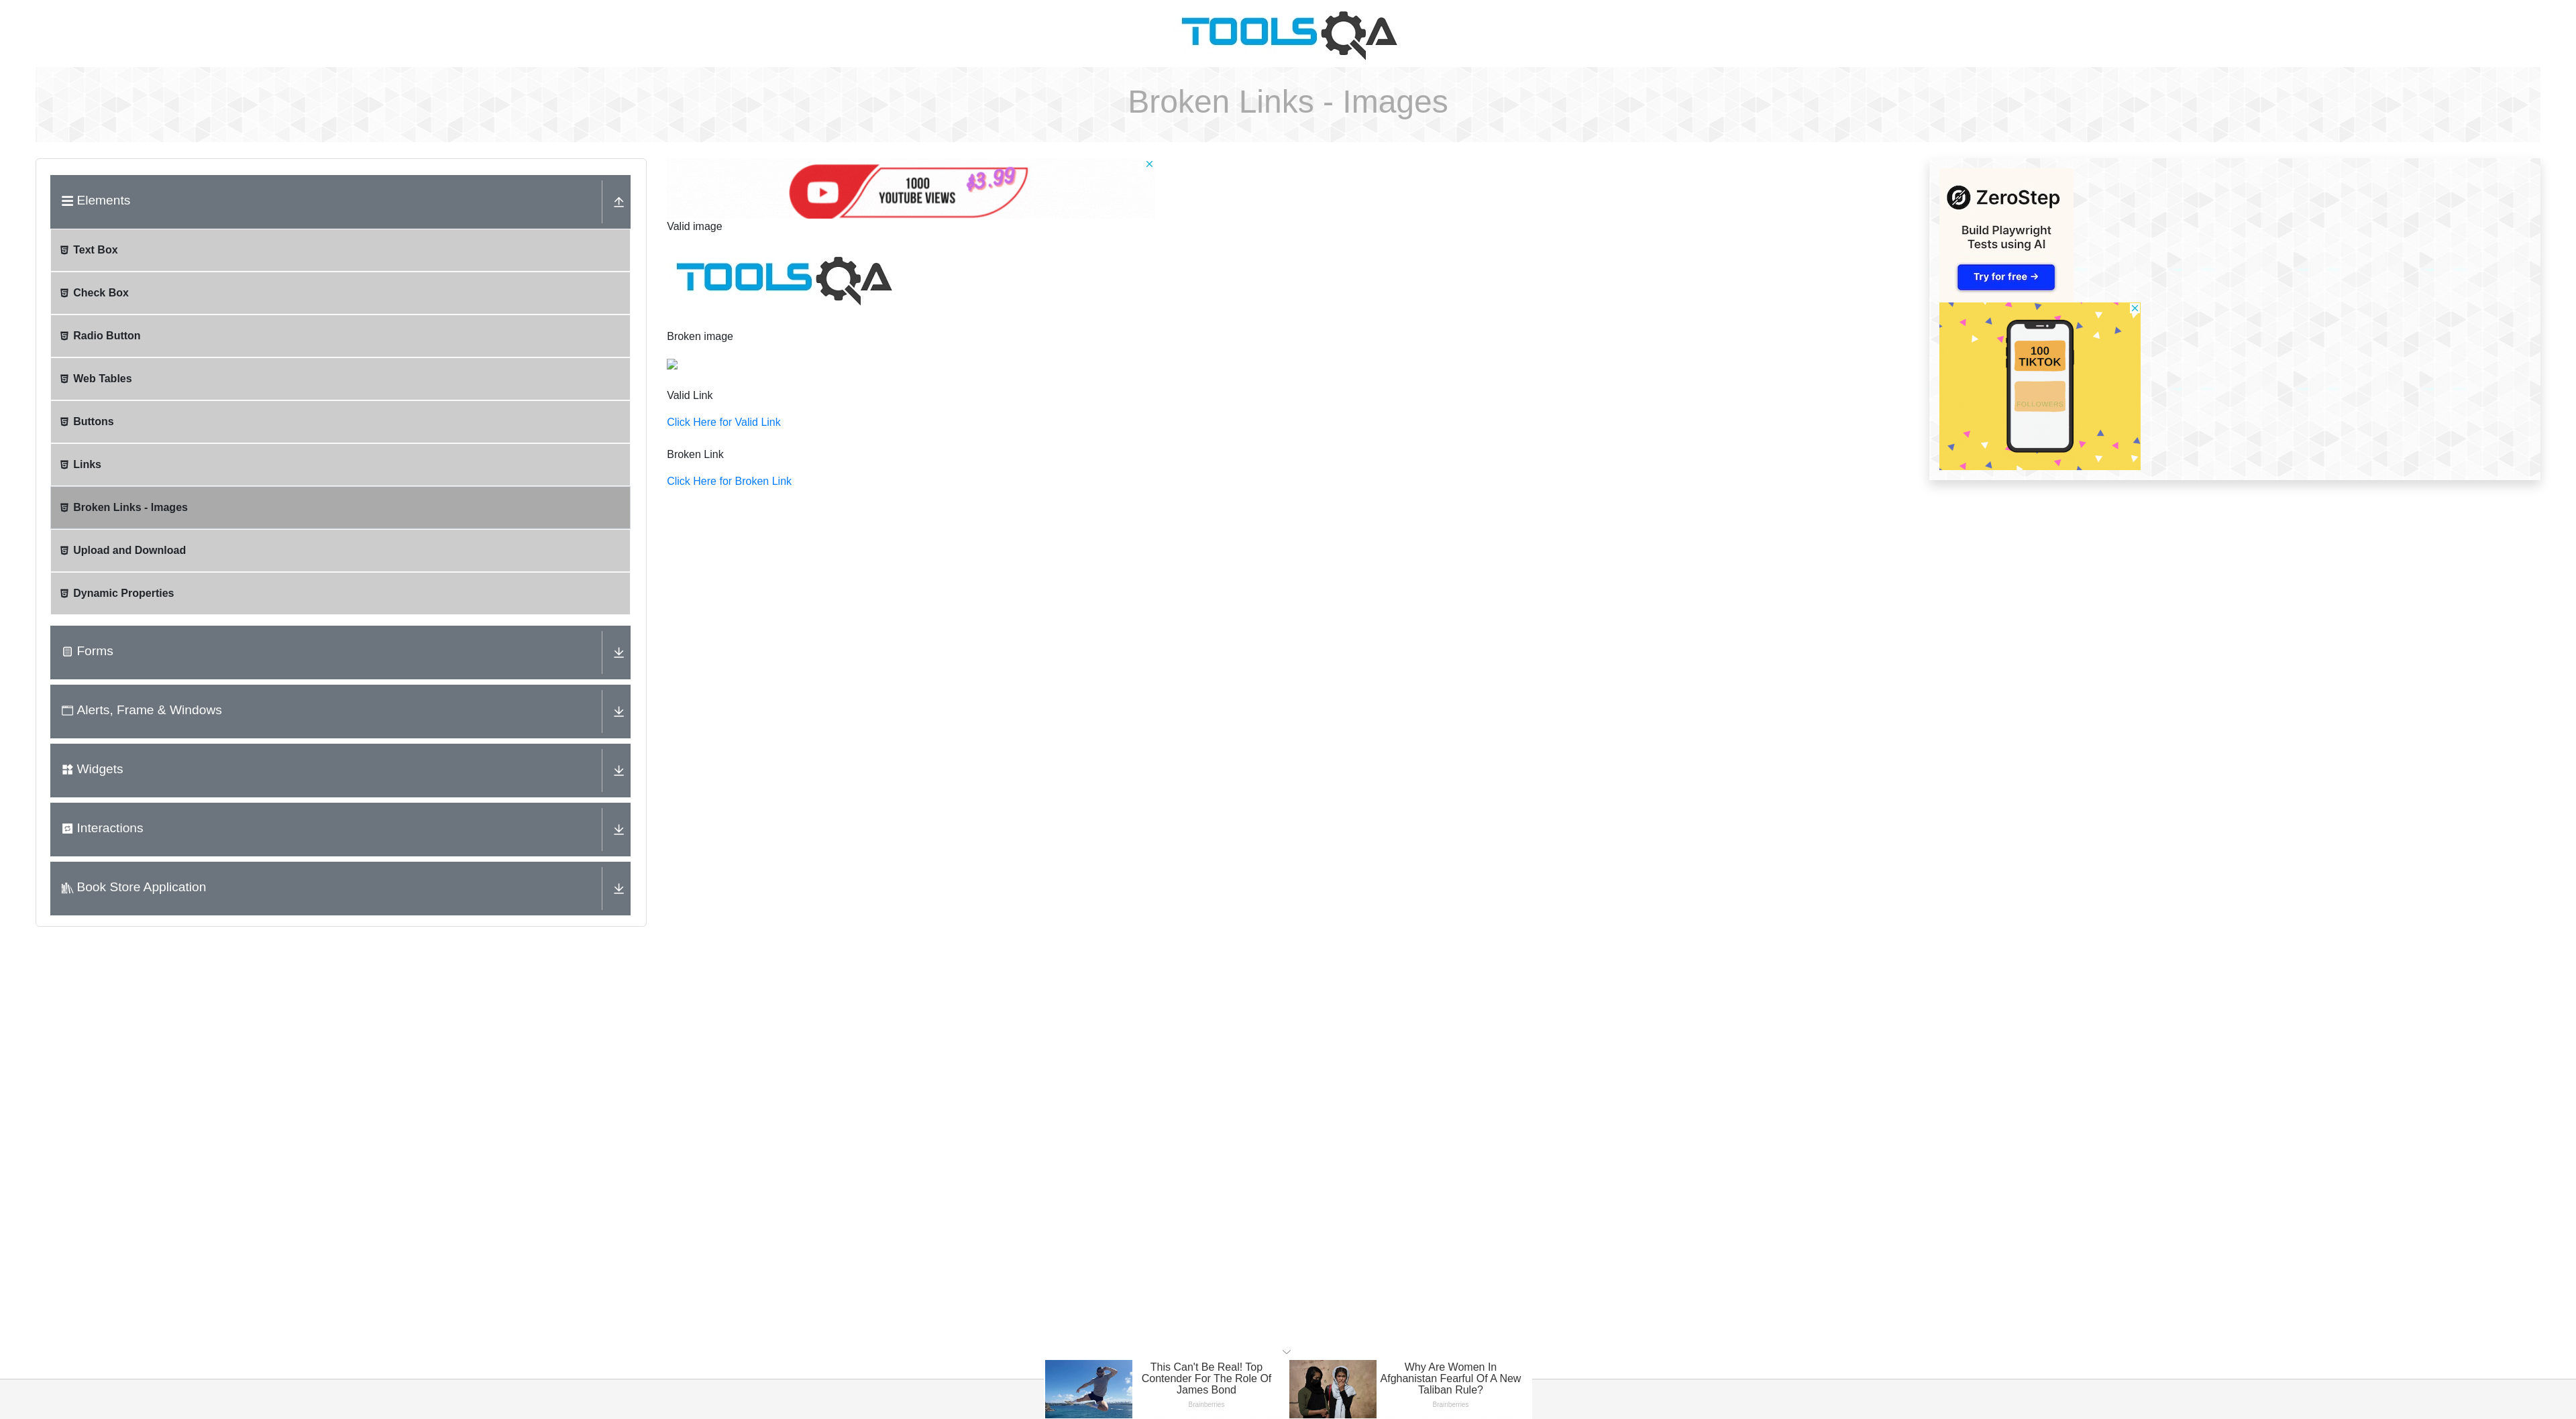 TOOLSQA
Broken Links - Images
Elements
Text Box
Check Box
Radio Button
Web Tables
Buttons
Links
Broken Links - Images
Upload and Download
Dynamic Properties
Forms
Alerts, Frame & Windows
Widgets
Interactions
Book Store Application
1000
YOUTUBE VIEWS
$3.99
Valid image
TOOLSQA
Broken image
Valid Link
Click Here for Valid Link
Broken Link
Click Here for Broken Link
ZeroStep
Build Playwright
Tests using AI
Try for free →
100
TIKTOK
FOLLOWERS
This Can't Be Real! Top
Contender For The Role Of
James Bond
Brainberries
Why Are Women In
Afghanistan Fearful Of A New
Taliban Rule?
Brainberries